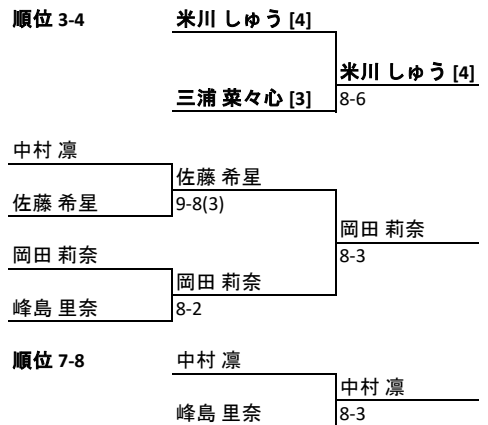 順位 3-4
米川 しゅう [4]
米川 しゅう [4]
三浦 菜々心 [3]
8-6
中村 凛
佐藤 希星
佐藤 希星
9-8(3)
岡田 莉奈
岡田 莉奈
8-3
岡田 莉奈
峰島 里奈
8-2
順位 7-8
中村 凛
中村 凛
峰島 里奈
8-3